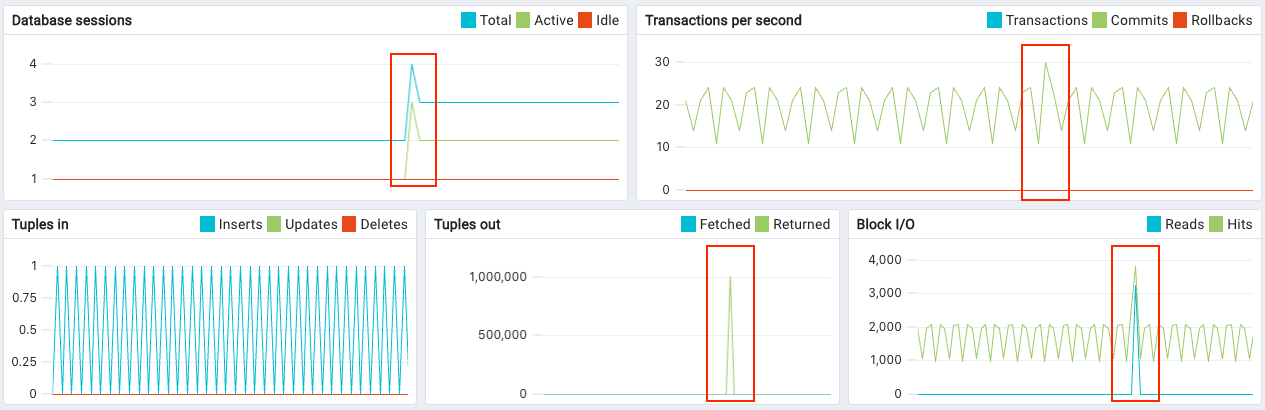 Database sessions
Total Active Idle
4
3
2
1
Transactions per second
Transactions Commits Rollbacks
30
20
10
0
Tuples in
Inserts Updates Deletes
1
0.75
0.5
0.25
0
Tuples out
Fetched Returned
1,000,000
500,000
0
Block I/O
Reads Hits
4,000
3,000
2,000
1,000
0